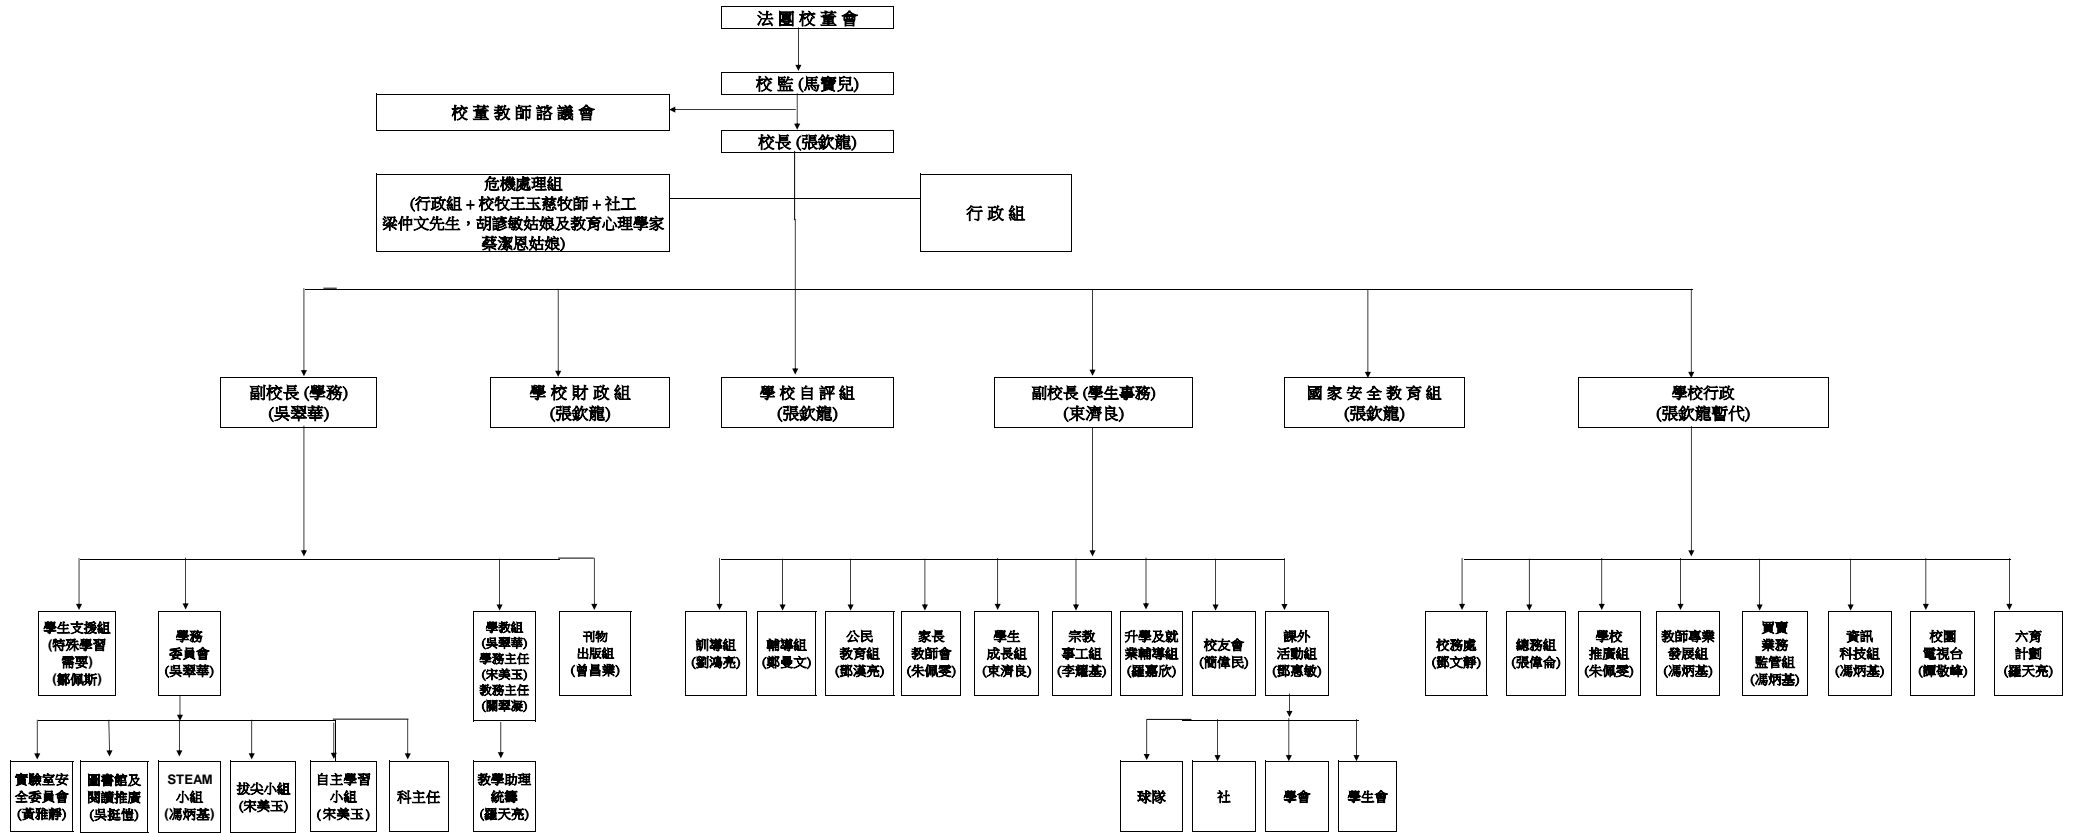 法 團 校 董 會
校 監 (馬寶兒)
校 董 教 師 諮 議 會
校長 (張欽龍)
危機處理組
(行政組 + 校牧王玉慈牧師 + 社工
梁仲文先生，胡諺敏姑娘及教育心理學家
蔡潔恩姑娘)
行 政 組
副校長 (學務)
(吳翠華)
學 校 財 政 組
(張欽龍)
學 校 自 評 組
(張欽龍)
副校長 (學生事務)
(束濟良)
國 家 安 全 教 育 組
(張欽龍)
學校行政
(張欽龍暫代)
學生支援組
(特殊學習
需要)
(鄒佩斯)
學務
委員會
(吳翠華)
學教組
(吳翠華)
學務主任
(宋美玉)
教務主任
(關翠凝)
刊物
出版組
(曾昌業)
訓導組
(劉鴻亮)
輔導組
(鄭曼文)
公民
教育組
(鄧漢亮)
家長
教師會
(朱佩雯)
學生
成長組
(束濟良)
宗教
事工組
(李耀基)
升學及就
業輔導組
(羅嘉欣)
校友會
(簡偉民)
課外
活動組
(鄧惠敏)
校務處
(鄧文靜)
總務組
(張偉侖)
學校
推廣組
(朱佩雯)
教師專業
發展組
(馮炳基)
買賣
業務
監管組
(馮炳基)
資訊
科技組
(馮炳基)
校園
電視台
(譚敬峰)
六育
計劃
(羅天亮)
實驗室安
全委員會
(黃雅靜)
圖書館及
閱讀推廣
(吳挺愷)
STEAM
小組
(馮炳基)
拔尖小組
(宋美玉)
自主學習
小組
(宋美玉)
科主任
教學助理
統籌
(羅天亮)
球隊
社
學會
學生會